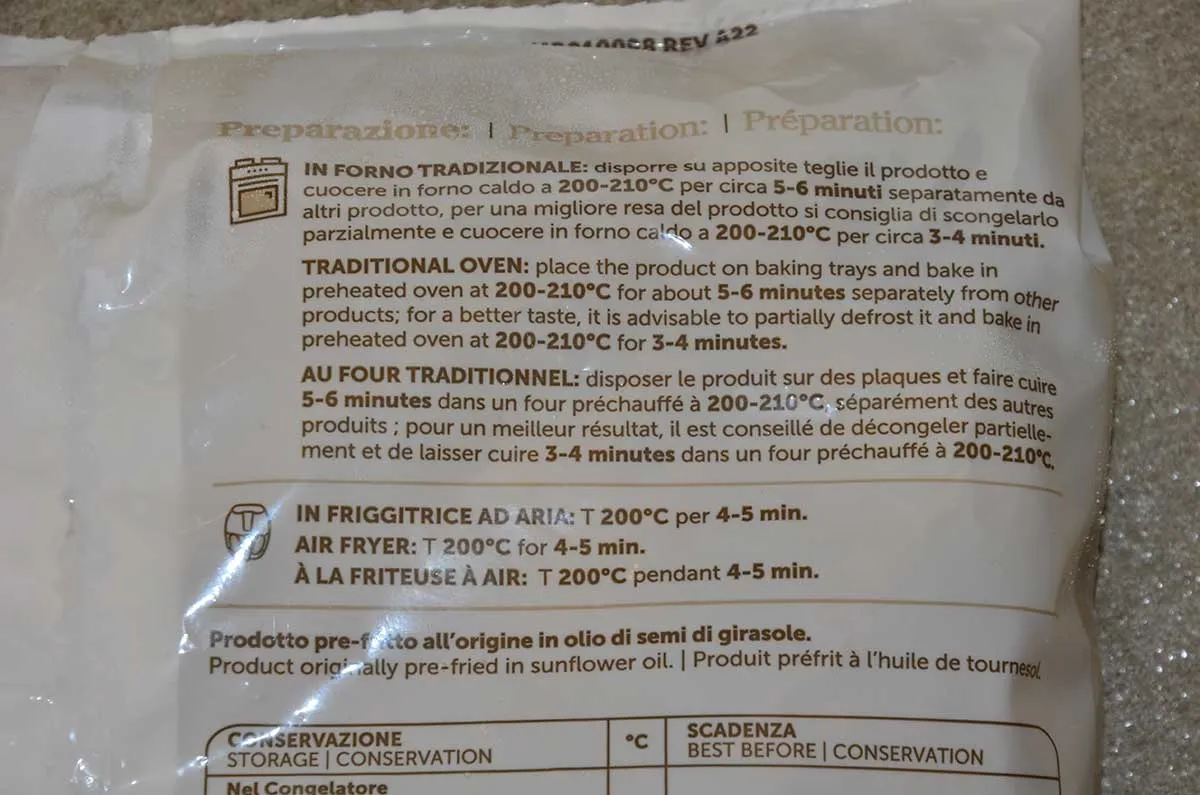 REV A22
Preparazione: | Preparation: | Préparation:
IN FORNO TRADIZIONALE: disporre su apposite teglie il prodotto e
cuocere in forno caldo a 200-210°C per circa 5-6 minuti separatamente da
altri prodotto, per una migliore resa del prodotto si consiglia di scongelarlo
parzialmente e cuocere in forno caldo a 200-210°C per circa 3-4 minuti.
TRADITIONAL OVEN: place the product on baking trays and bake in
preheated oven at 200-210°C for about 5-6 minutes separately from other
products; for a better taste, it is advisable to partially defrost it and bake in
preheated oven at 200-210°C for 3-4 minutes.
AU FOUR TRADITIONNEL: disposer le produit sur des plaques et faire cuire
5-6 minutes dans un four préchauffé à 200-210°C, séparément des autres
produits ; pour un meilleur résultat, il est conseillé de décongeler partielle-
ment et de laisser cuire 3-4 minutes dans un four préchauffé à 200-210°C.
IN FRIGGITRICE AD ARIA: T 200°C per 4-5 min.
AIR FRYER: T 200°C for 4-5 min.
À LA FRITEUSE À AIR: T 200°C pendant 4-5 min.
Prodotto pre-fritto all'origine in olio di semi di girasole.
Product originally pre-fried in sunflower oil. | Produit préfrit à l'huile de tournesol.
CONSERVAZIONE
STORAGE | CONSERVATION
°C
SCADENZA
BEST BEFORE | CONSERVATION
Nel Congelatore